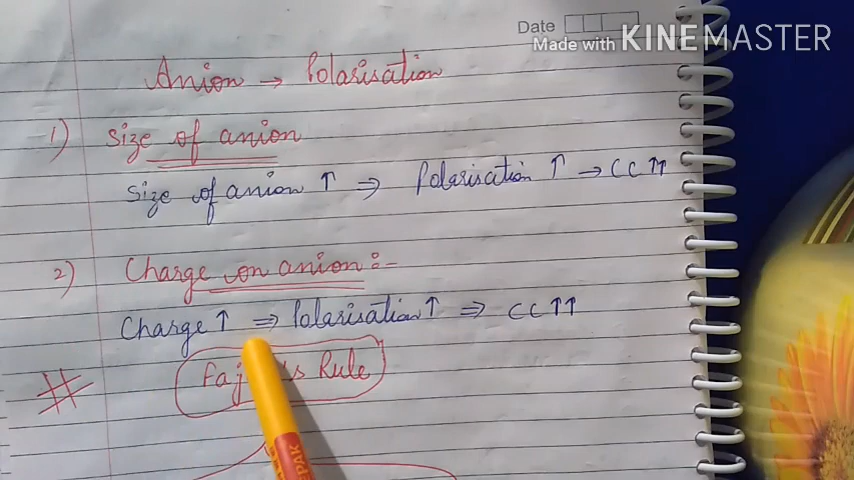 Date
Made with KINEMASTER
Anion → Polarisation
1) Size of anion
Size of anion ↑ ⇒ Polarisation ↑ → CC ↑↑
2) Charge on anion:-
Charge ↑ ⇒ Polarisation ↑ ⇒ CC ↑↑
# Rule
PAK